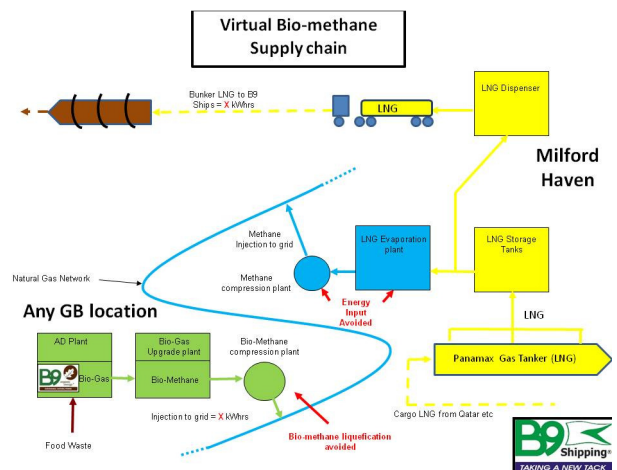 Virtual Bio-methane
Supply chain
Bunker LNG to B9
Ships = X kWhrs
LNG
LNG Dispenser
Milford
Haven
Methane
Injection to grid
LNG Evaporation
plant
LNG Storage
Tanks
Natural Gas Network
Methane
compression plant
Energy
Input
Avoided
LNG
Any GB location
AD Plant
Bio-Gas
Upgrade plant
Bio-Methane
compression plant
Panamax Gas Tanker (LNG)
B9
Bio-Gas
Bio-Methane
Cargo LNG from Qatar etc
Injection to grid = X kWhrs
Food Waste
Bio-methane liquefication
avoided
B9
Shipping®
TAKING A NEW TACK